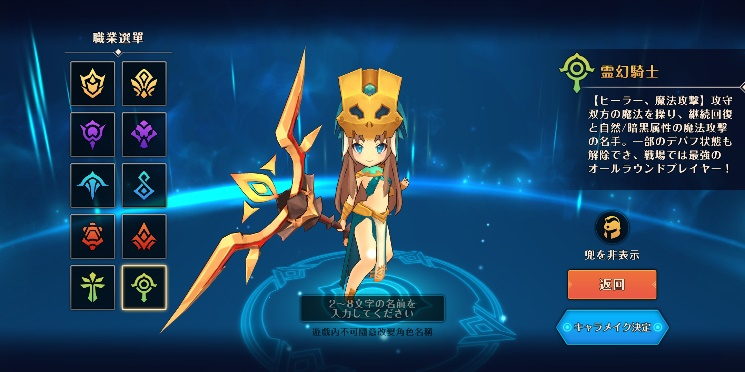 職業選單
霊幻騎士
【ヒーラー、魔法攻撃】攻守
双方の魔法を操り、継続回復
と自然/暗黒属性の魔法攻撃
の名手。一部のデバフ状態も
解除でき、戦場では最強の
オールラウンドプレイヤー！
兜を非表示
返回
2～8文字の名前を
入力してください
遊戲內不可隨意改變角色名稱
キャラメイク決定